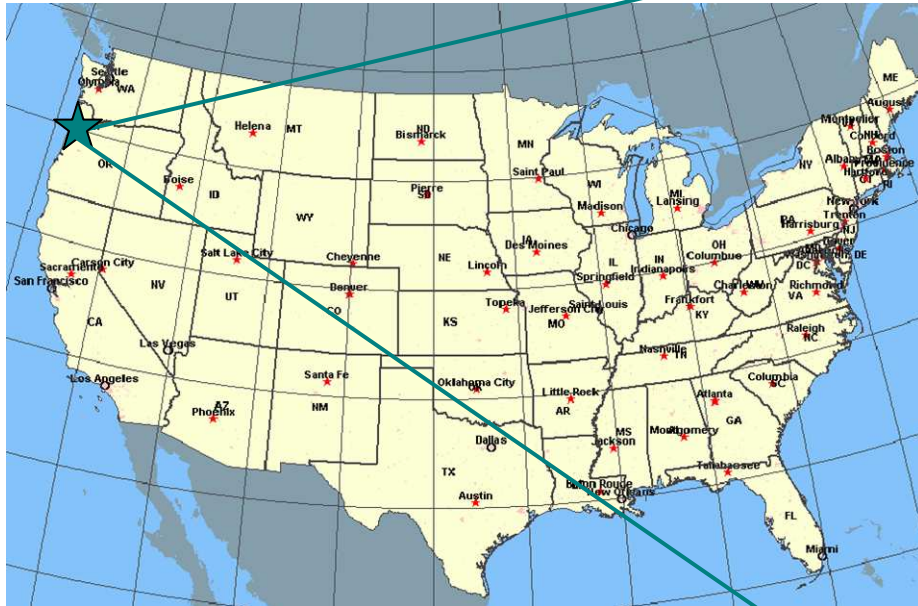 Seattle
Olympia
WA
ME
Augusta
Helena
MT
ND
Bismarck
MN
Montpelier
Concord
Boston
Providence
Albany
MA
Hartford
CT
RI
NY
OR
Boise
ID
Pierre
SD
Saint Paul
WI
MI
Lansing
Madison
WY
New York
Trenton
PA
Harrisburg
NJ
Chicago
IA
Des Moines
Salt Lake City
Cheyenne
NE
Lincoln
IL
IN
OH
Columbus
Indianapolis
Springfield
DE
DC
Carson City
Sacramento
San Francisco
NV
UT
Denver
CO
Topeka
Saint Louis
Jefferson City
MO
KS
Frankfort
KY
Charleston
Richmond
VA
CA
Las Vegas
Nashville
TN
Raleigh
NC
Los Angeles
Santa Fe
Oklahoma City
Little Rock
AR
Columbia
SC
AZ
Phoenix
NM
Atlanta
GA
MS
Jackson
Dallas
TX
Tallahassee
Baton Rouge
New Orleans
Austin
FL
Miami